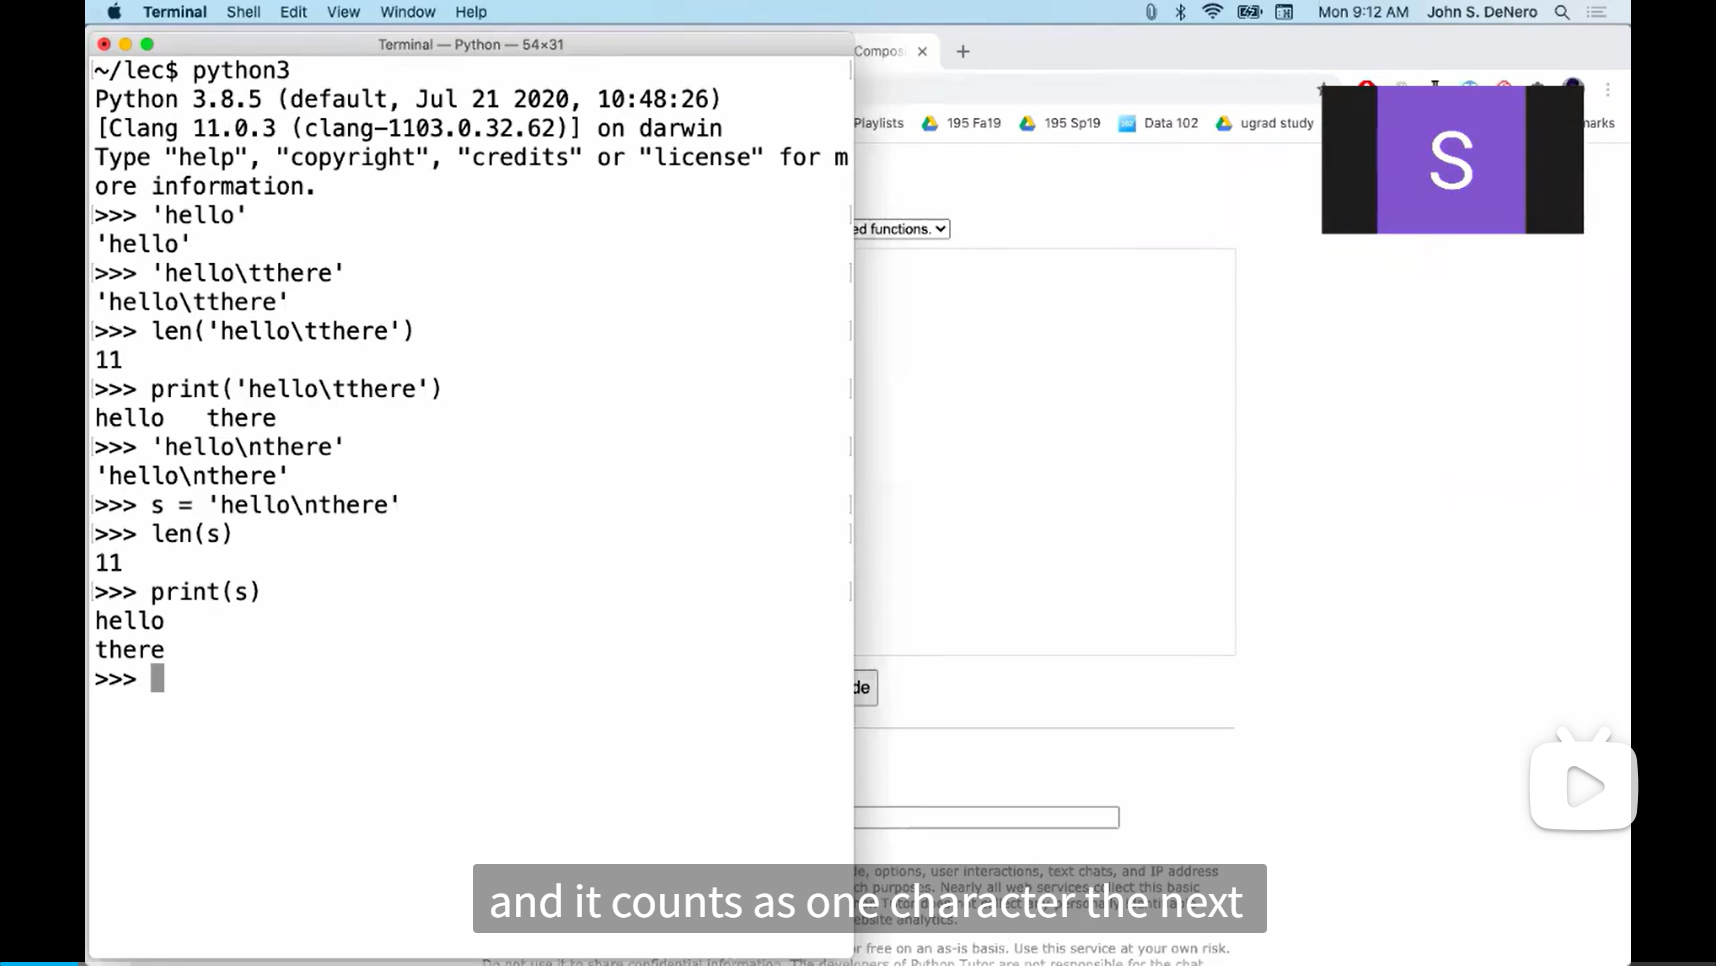 Terminal Shell Edit View Window Help Mon 9:12 AM John S. DeNero
Terminal — Python — 54×31
~/lec$ python3
Python 3.8.5 (default, Jul 21 2020, 10:48:26)
[Clang 11.0.3 (clang-1103.0.32.62)] on darwin
Type "help", "copyright", "credits" or "license" for m
ore information.
>>> 'hello'
'hello'
>>> 'hello\tthere'
'hello\tthere'
>>> len('hello\tthere')
11
>>> print('hello\tthere')
hello   there
>>> 'hello\nthere'
'hello\nthere'
>>> s = 'hello\nthere'
>>> len(s)
11
>>> print(s)
hello
there
>>>
Compos
Playlists 195 Fa19 195 Sp19 Data 102 ugrad study marks
S
ed functions.
de
de, options, user interactions, text chats, and IP address
ch purposes. Nearly all web services collect this basic
website analytics.
and it counts as one character the next
or free on an as-is basis. Use this service at your own risk.
Do not use it to share confidential information. The developers of Python Tutor are not responsible for the chat